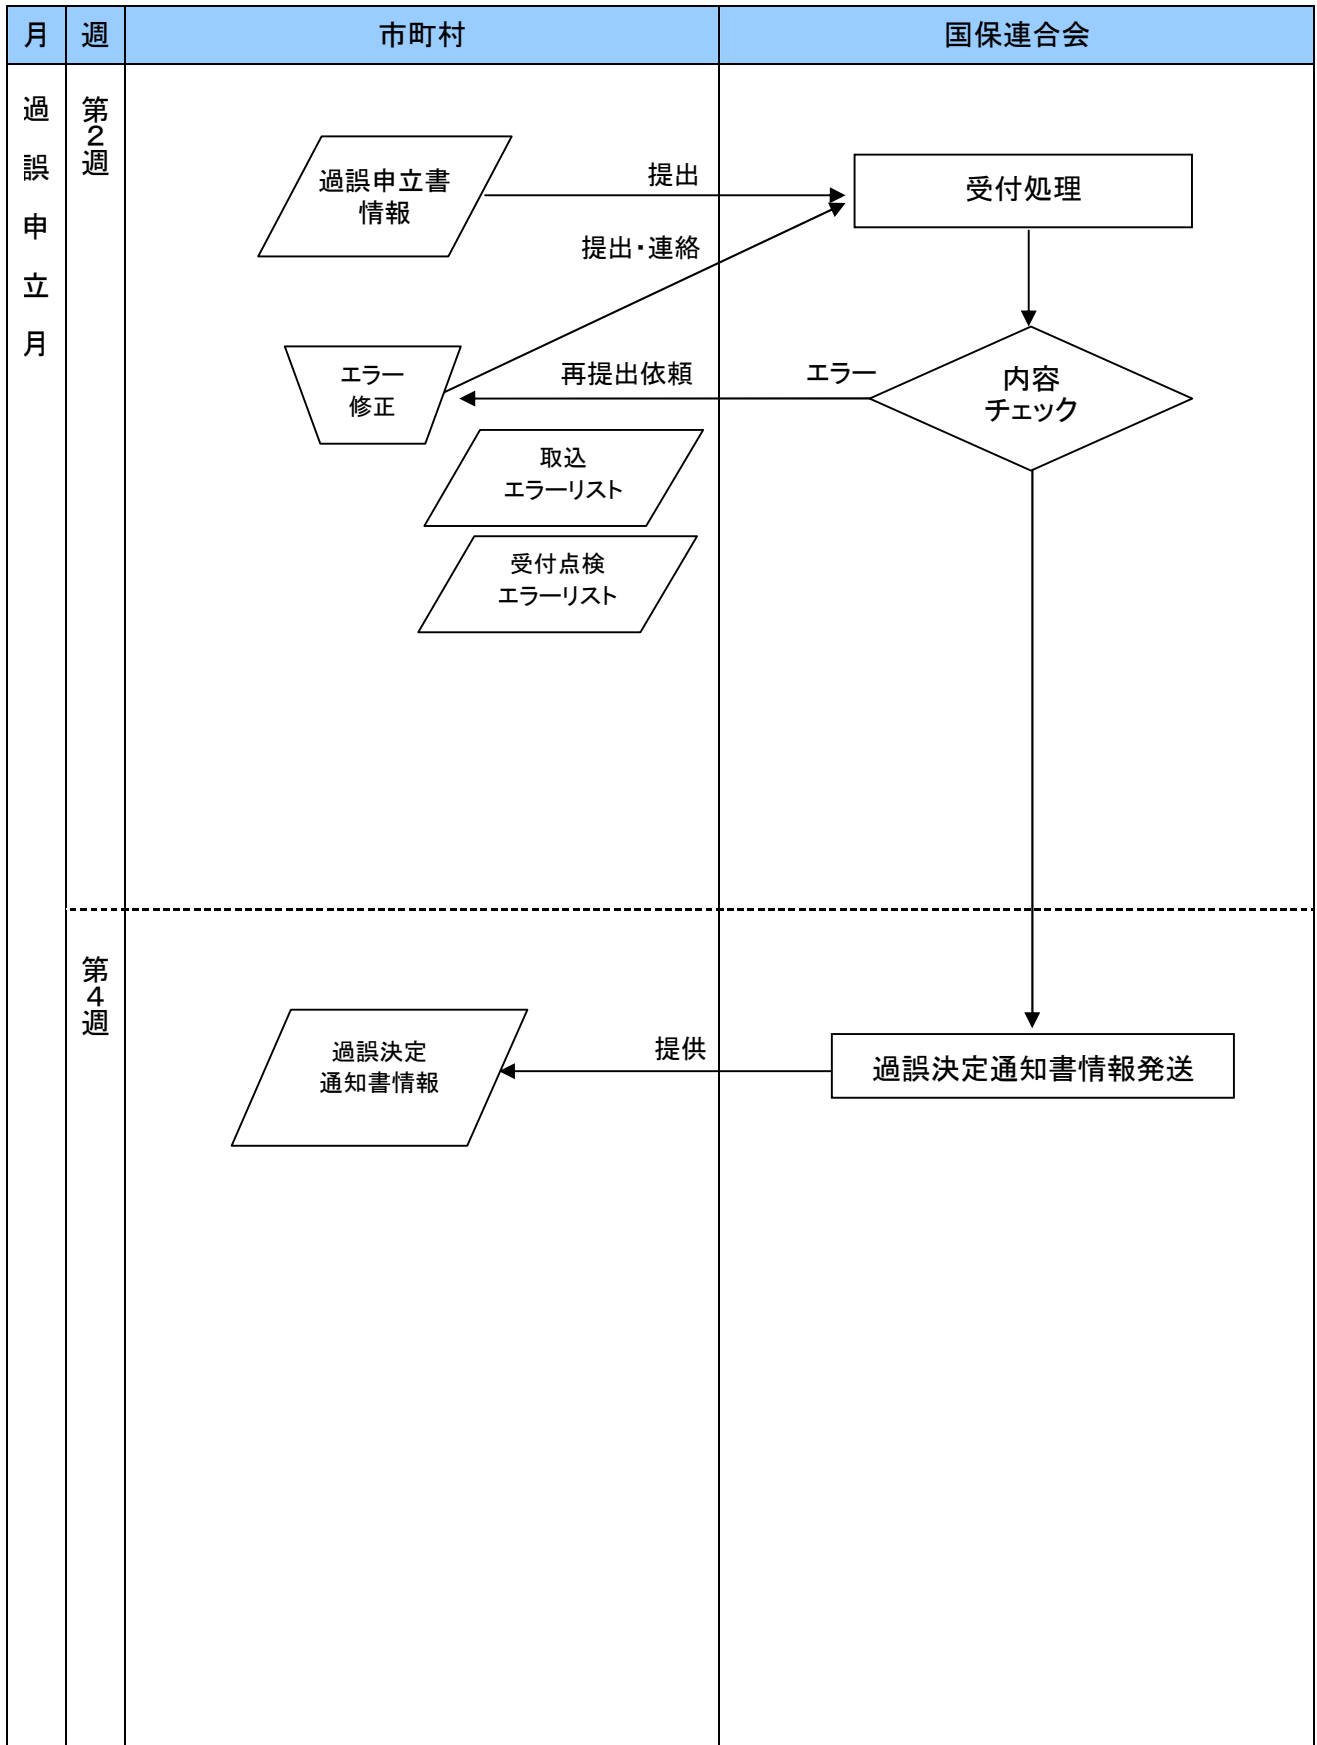 月
週
市町村
国保連合会
過誤申立月
第2週
過誤申立書
情報
提出
受付処理
提出・連絡
エラー
修正
再提出依頼
エラー
内容
チェック
取込
エラーリスト
受付点検
エラーリスト
第4週
過誤決定
通知書情報
提供
過誤決定通知書情報発送